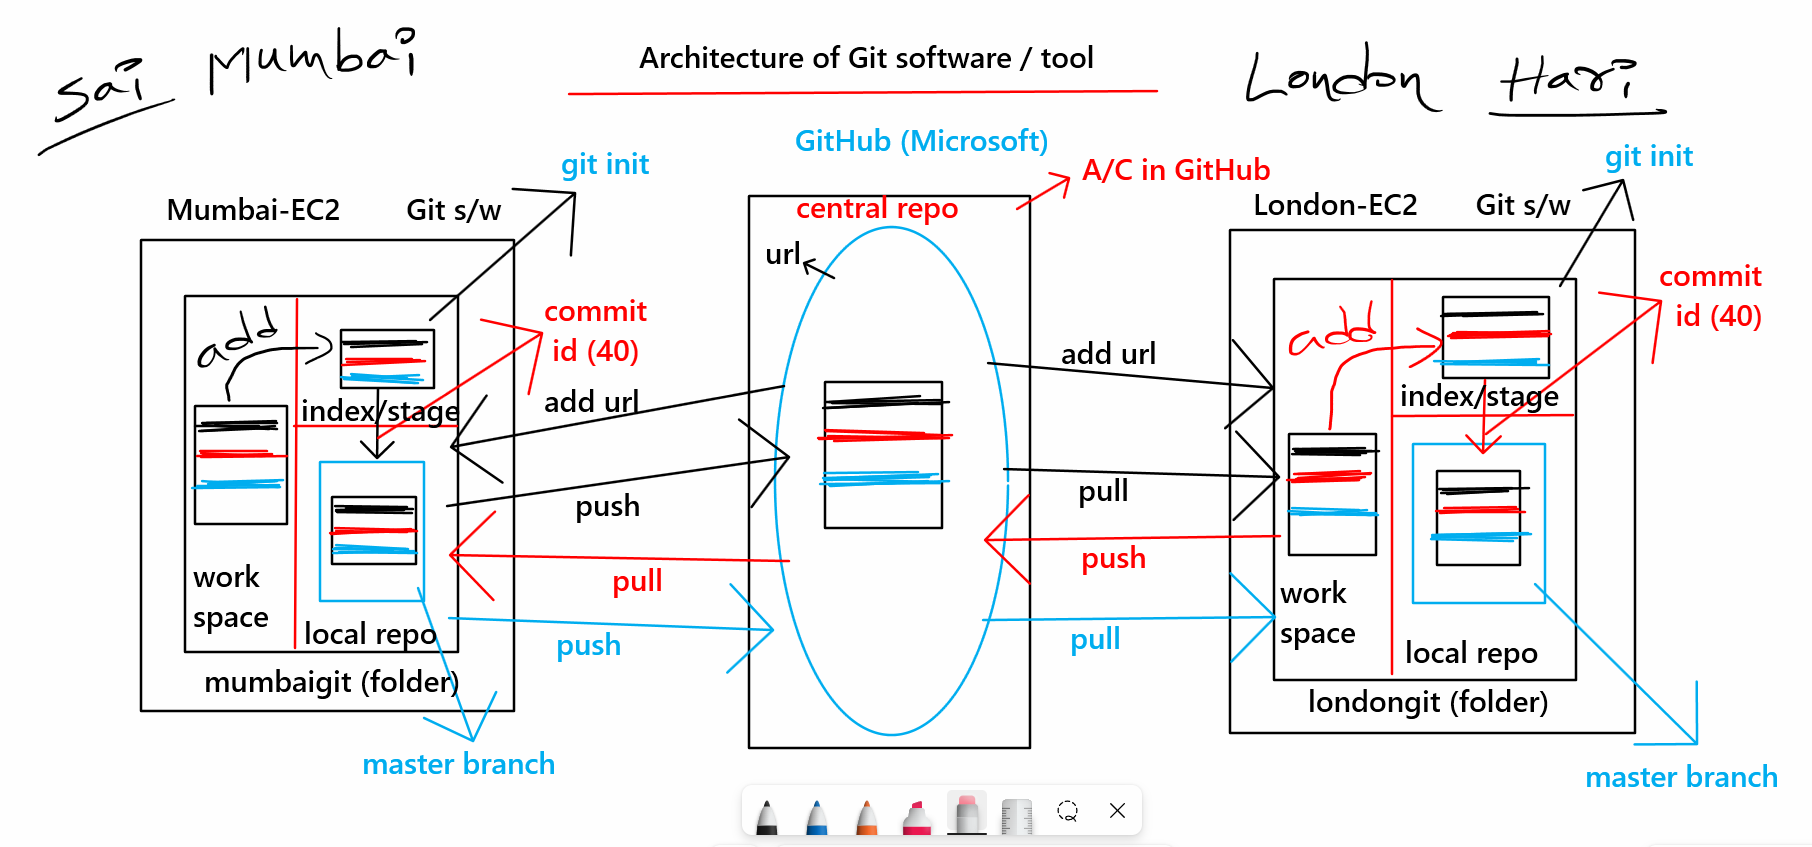 Sai Mumbai
Architecture of Git software / tool
London Hari
GitHub (Microsoft)
git init
A/C in GitHub
git init
Mumbai-EC2 Git s/w
central repo
London-EC2 Git s/w
url
add
commit
id (40)
index/stage
add url
push
work
space
local repo
mumbaigit (folder)
master branch
pull
push
add url
pull
push
pull
add
commit
id (40)
index/stage
work
space
local repo
londongit (folder)
master branch